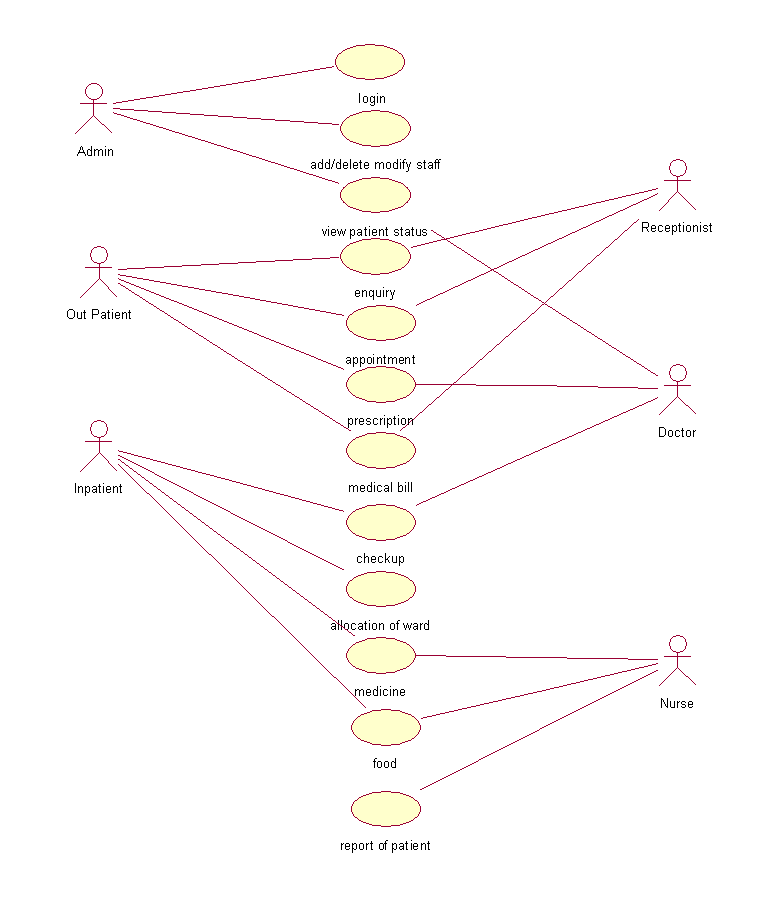 login
Admin
add/delete modify staff
Receptionist
view patient status
enquiry
Out Patient
appointment
prescription
Doctor
medical bill
Inpatient
checkup
allocation of ward
medicine
Nurse
food
report of patient